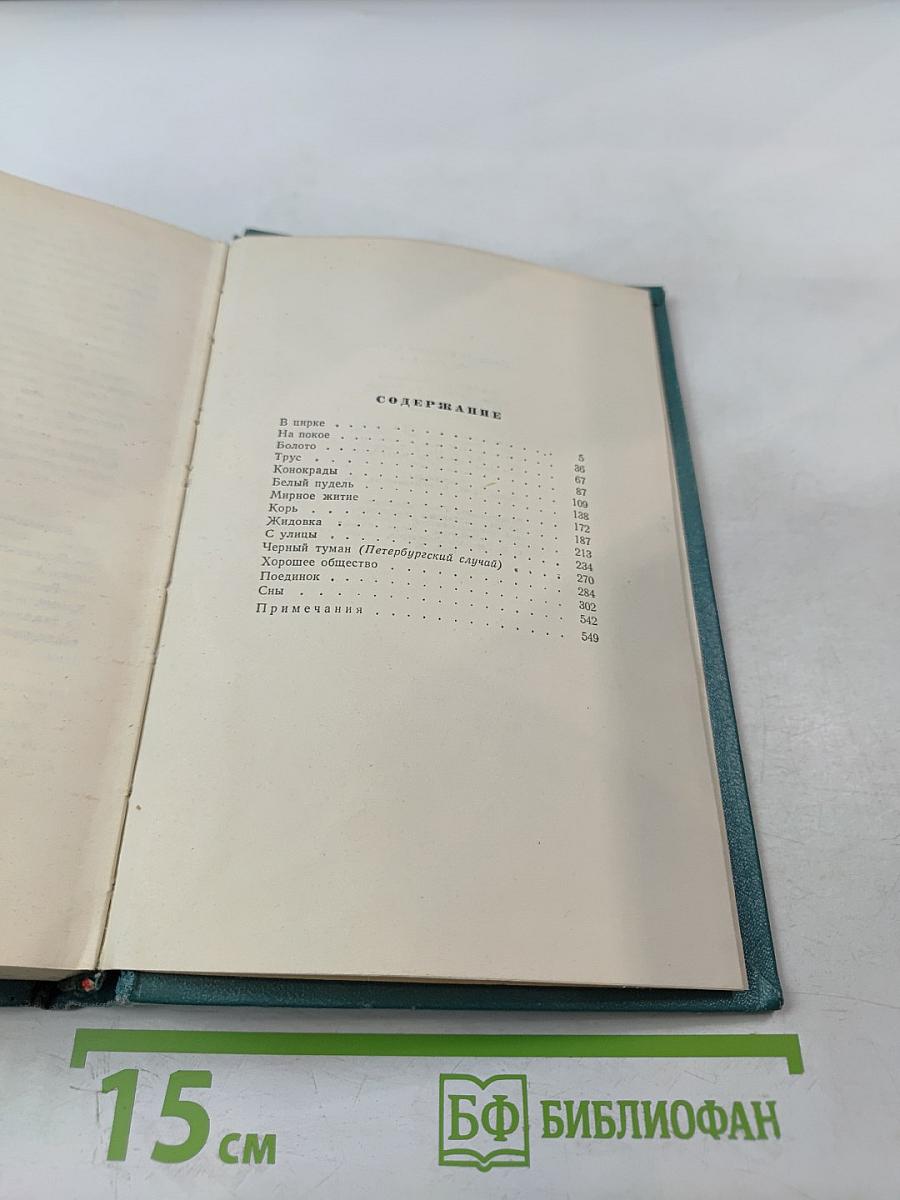 СОДЕРЖАНИЕ
В цирке 5
На покое 36
Болото 67
Трус 87
Конокрады 109
Белый пудель 138
Мирное житие 172
Корь 187
Жидовка 213
С улицы 234
Черный туман (Петербургский случай) 270
Хорошее общество 284
Поединок 302
Сны 542
Примечания 549
15 см
БФ БИБЛИОФАН